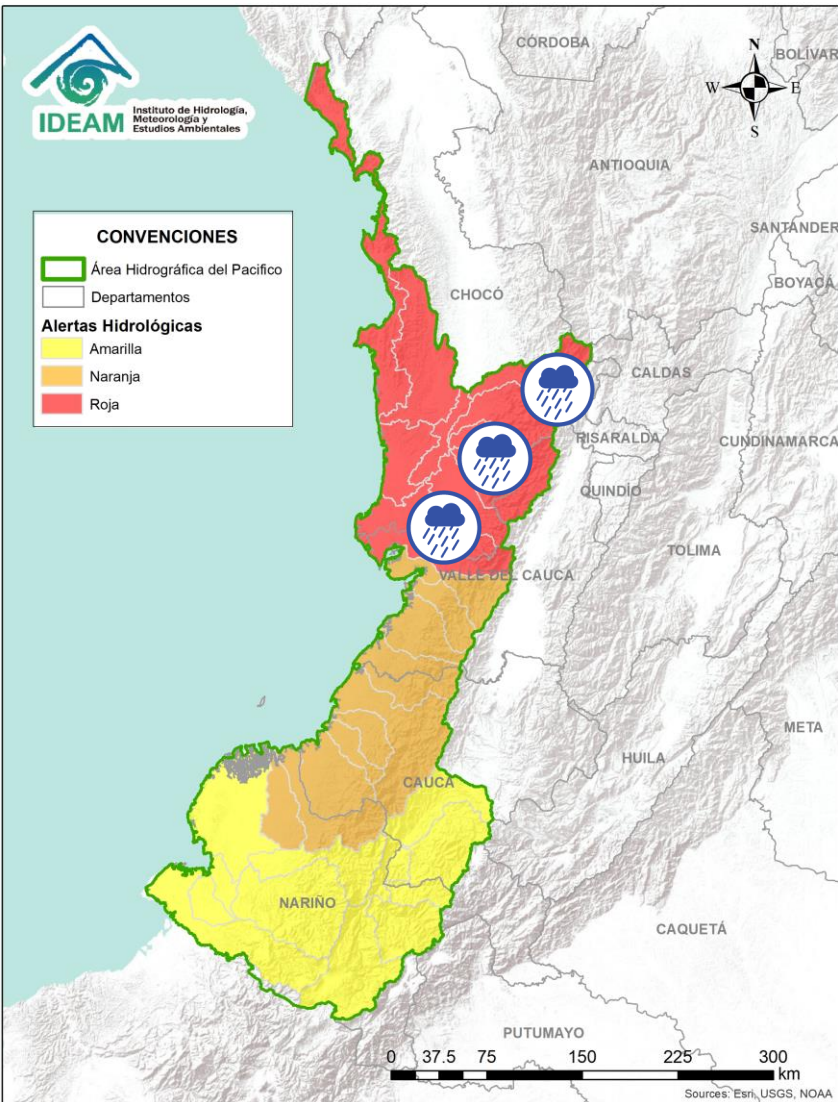 IDEAM
Instituto de Hidrología,
Meteorología y
Estudios Ambientales
CÓRDOBA
BOLÍVAR
N
W E
S
ANTIOQUIA
SANTANDER
BOYACÁ
CONVENCIONES
Área Hidrográfica del Pacifico
Departamentos
Alertas Hidrológicas
Amarilla
Naranja
Roja
CHOCÓ
CALDAS
RISARALDA
CUNDINAMARCA
QUINDÍO
TOLIMA
VALLE DEL CAUCA
META
HUILA
CAUCA
NARIÑO
CAQUETÁ
PUTUMAYO
0 37.5 75 150 225 300
km
Sources: Esri, USGS, NOAA